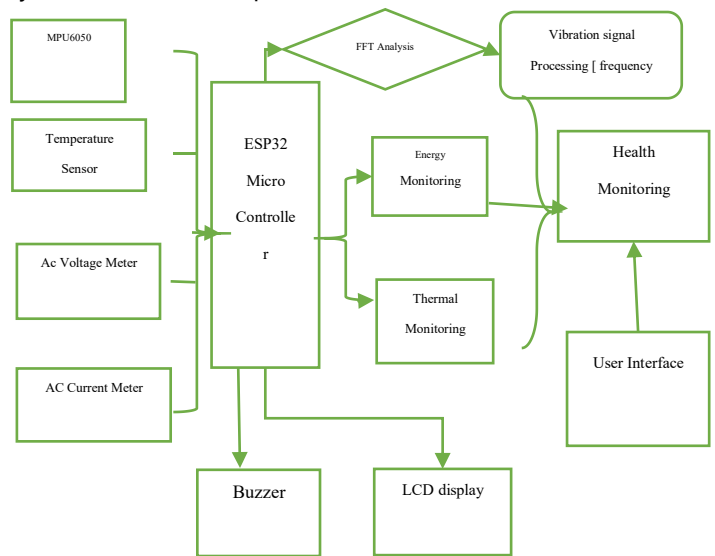 MPU6050
FFT Analysis
Vibration signal
Processing [ frequency
Temperature
Sensor
ESP32
Micro
Controlle
r
Energy
Monitoring
Health
Monitoring
Ac Voltage Meter
Thermal
Monitoring
AC Current Meter
User Interface
Buzzer
LCD display